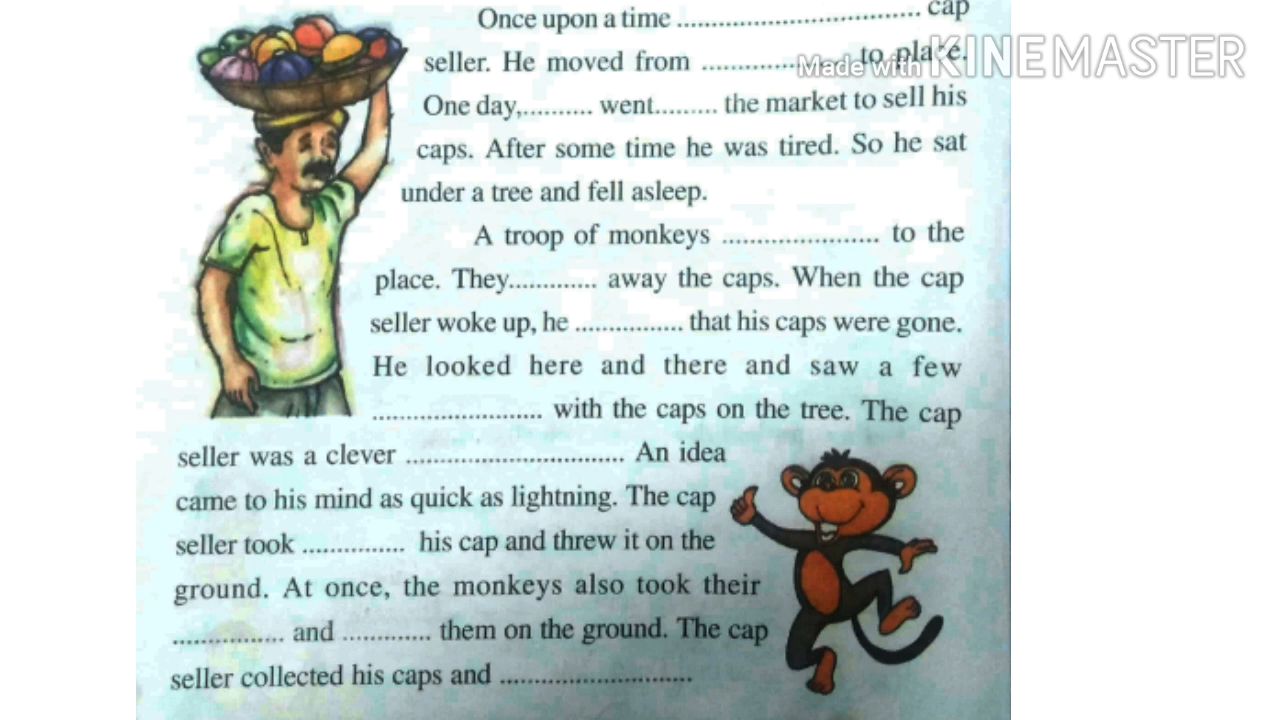 Once upon a time .................................. cap
seller. He moved from ..................... to place.
One day,.......... went......... the market to sell his
caps. After some time he was tired. So he sat
under a tree and fell asleep.
A troop of monkeys ....................... to the
place. They............. away the caps. When the cap
seller woke up, he ................ that his caps were gone.
He looked here and there and saw a few
......................... with the caps on the tree. The cap
seller was a clever ................................ An idea
came to his mind as quick as lightning. The cap
seller took ............... his cap and threw it on the
ground. At once, the monkeys also took their
................ and ............. them on the ground. The cap
seller collected his caps and ............................
Made with KINEMASTER